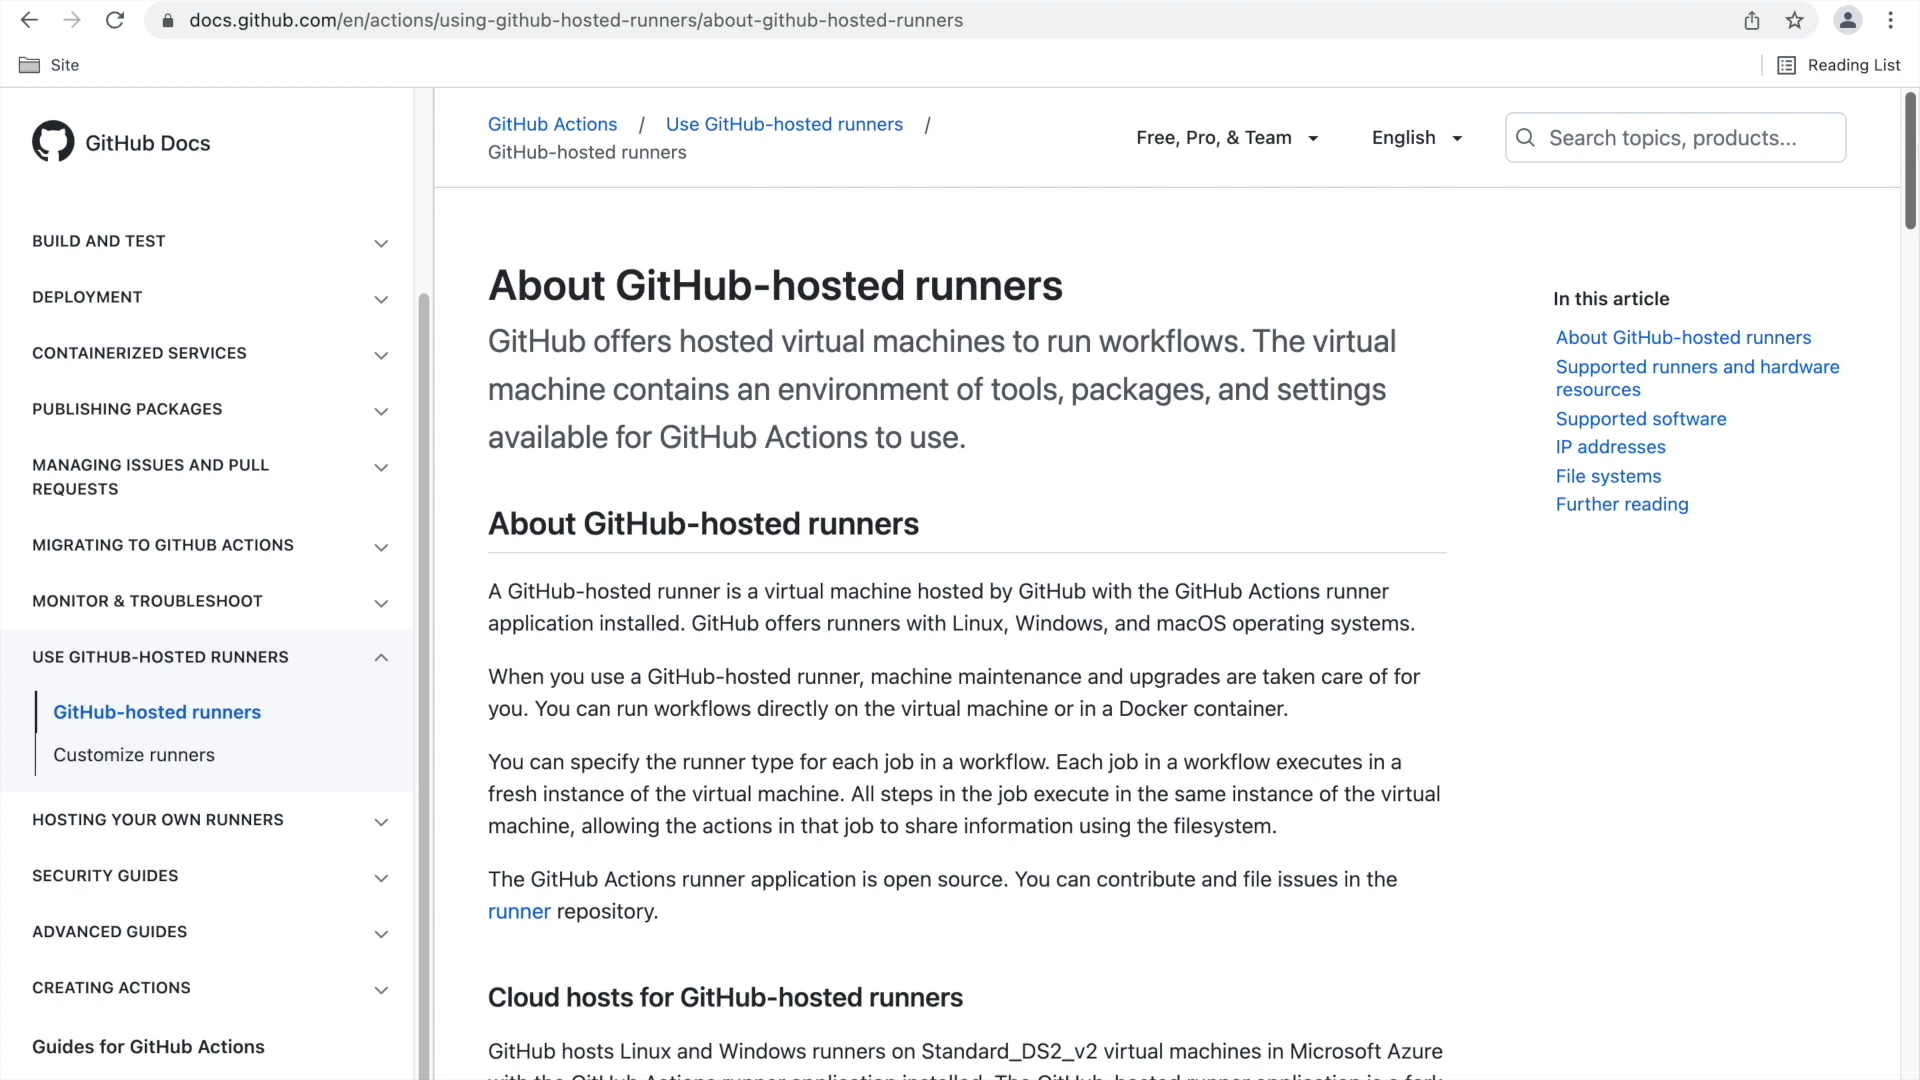 docs.github.com/en/actions/using-github-hosted-runners/about-github-hosted-runners
Site
Reading List
GitHub Docs
GitHub Actions / Use GitHub-hosted runners /
GitHub-hosted runners
Free, Pro, & Team
English
Search topics, products...
BUILD AND TEST
DEPLOYMENT
CONTAINERIZED SERVICES
PUBLISHING PACKAGES
MANAGING ISSUES AND PULL
REQUESTS
MIGRATING TO GITHUB ACTIONS
MONITOR & TROUBLESHOOT
USE GITHUB-HOSTED RUNNERS
GitHub-hosted runners
Customize runners
HOSTING YOUR OWN RUNNERS
SECURITY GUIDES
ADVANCED GUIDES
CREATING ACTIONS
Guides for GitHub Actions
About GitHub-hosted runners
GitHub offers hosted virtual machines to run workflows. The virtual
machine contains an environment of tools, packages, and settings
available for GitHub Actions to use.
About GitHub-hosted runners
A GitHub-hosted runner is a virtual machine hosted by GitHub with the GitHub Actions runner
application installed. GitHub offers runners with Linux, Windows, and macOS operating systems.
When you use a GitHub-hosted runner, machine maintenance and upgrades are taken care of for
you. You can run workflows directly on the virtual machine or in a Docker container.
You can specify the runner type for each job in a workflow. Each job in a workflow executes in a
fresh instance of the virtual machine. All steps in the job execute in the same instance of the virtual
machine, allowing the actions in that job to share information using the filesystem.
The GitHub Actions runner application is open source. You can contribute and file issues in the
runner repository.
Cloud hosts for GitHub-hosted runners
GitHub hosts Linux and Windows runners on Standard_DS2_v2 virtual machines in Microsoft Azure
with the GitHub Actions runner application installed. The GitHub-hosted runner application is a fork
In this article
About GitHub-hosted runners
Supported runners and hardware
resources
Supported software
IP addresses
File systems
Further reading